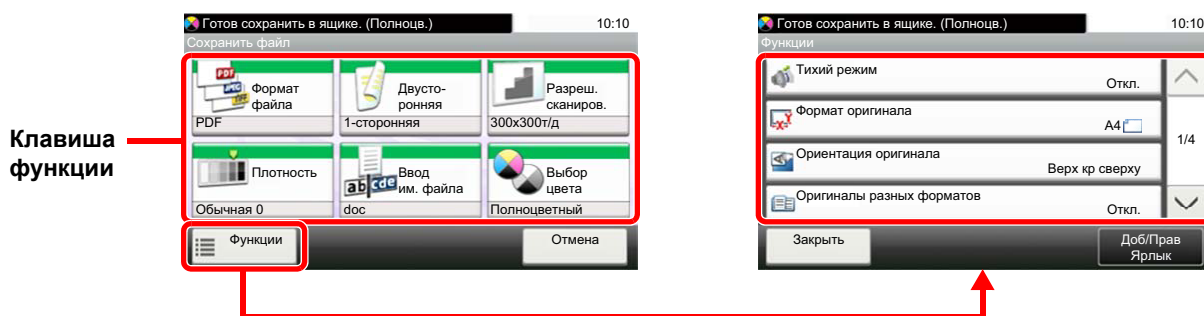 Готов сохранить в ящике. (Полноцв.) 10:10
Сохранить файл
PDF
Формат
файла
PDF
Двусто-
ронняя
1-сторонняя
Разреш.
сканиров.
300x300т/д
Плотность
Обычная 0
ab cde
Ввод
им. файла
doc
Выбор
цвета
Полноцветный
Функции
Отмена
Клавиша
функции
Готов сохранить в ящике. (Полноцв.) 10:10
Функции
Тихий режим
Откл.
Формат оригинала
A4
Ориентация оригинала
Верх кр сверху
Оригиналы разных форматов
Откл.
1/4
Закрыть
Доб/Прав
Ярлык